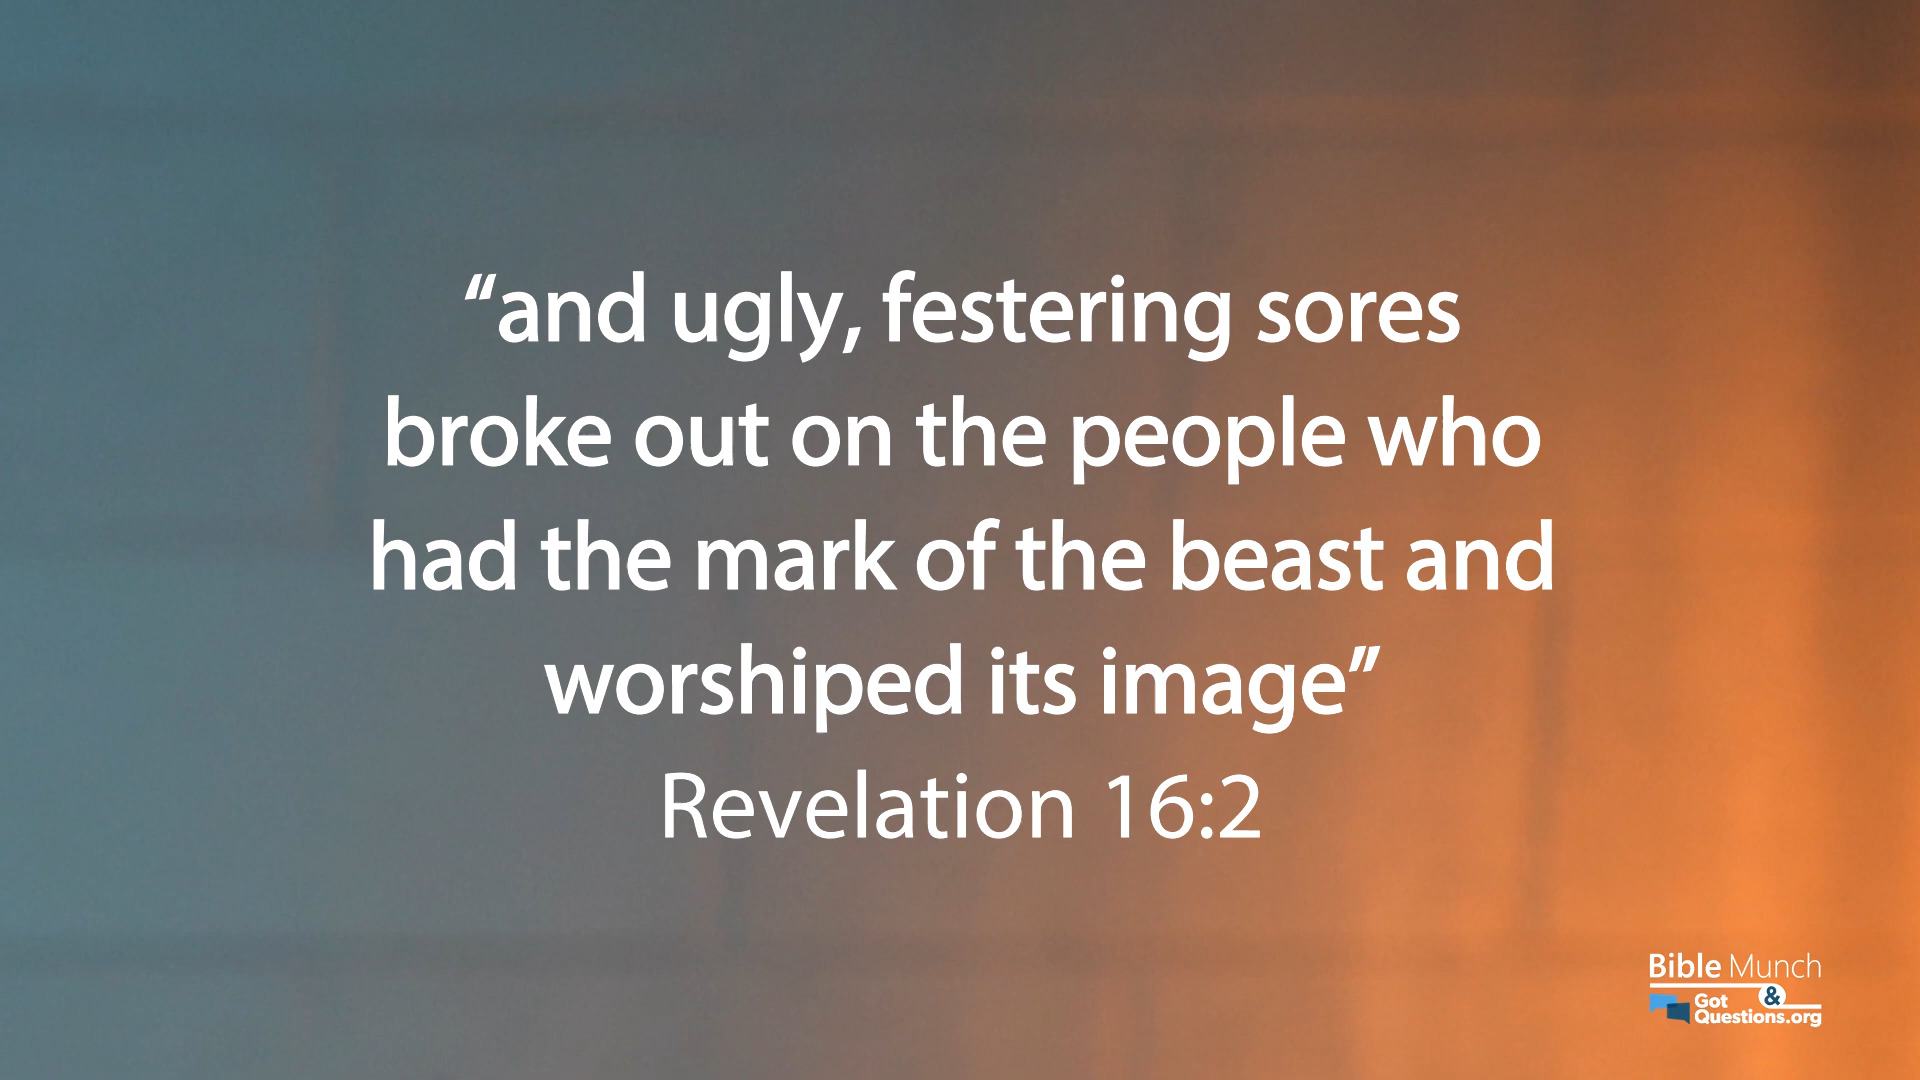 “and ugly, festering sores
broke out on the people who
had the mark of the beast and
worshiped its image”
Revelation 16:2
Bible Munch
&
Got
Questions.org